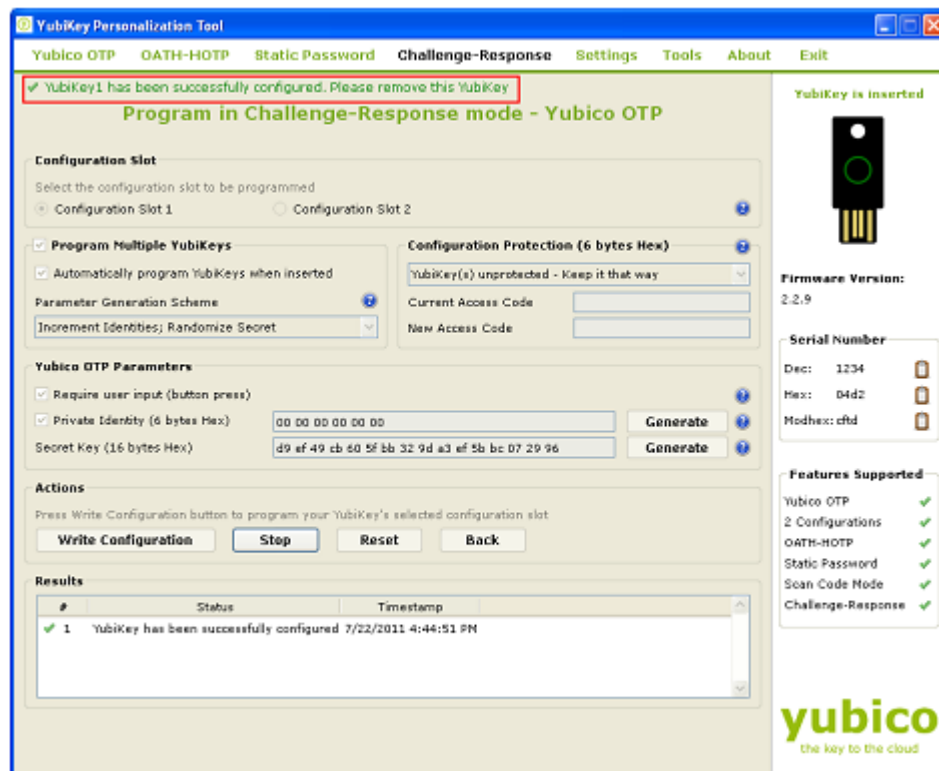 YubiKey Personalization Tool
Yubico OTP OATH-HOTP Static Password Challenge-Response Settings Tools About Exit
YubiKey1 has been successfully configured. Please remove this YubiKey
Program in Challenge-Response mode - Yubico OTP
Configuration Slot
Select the configuration slot to be programmed
Configuration Slot 1 Configuration Slot 2
Program Multiple YubiKeys
Automatically program YubiKeys when inserted
Parameter Generation Scheme
Increment Identities; Randomize Secret
Configuration Protection (6 bytes Hex)
YubiKey(s) unprotected - Keep it that way
Current Access Code
New Access Code
Yubico OTP Parameters
Require user input (button press)
Private Identity (6 bytes Hex) 00 00 00 00 00 00 Generate
Secret Key (16 bytes Hex) d9 ef 49 cb 60 5f bb 32 9d a3 ef 5b bc 07 29 96 Generate
Actions
Press Write Configuration button to program your YubiKey's selected configuration slot
Write Configuration Stop Reset Back
Results
# Status Timestamp
1 YubiKey has been successfully configured 7/22/2011 4:44:51 PM
YubiKey is inserted
Firmware Version:
2.2.9
Serial Number
Dec: 1234
Hex: 04d2
Modhex: cftd
Features Supported
Yubico OTP
2 Configurations
OATH-HOTP
Static Password
Scan Code Mode
Challenge-Response
yubico
the key to the cloud